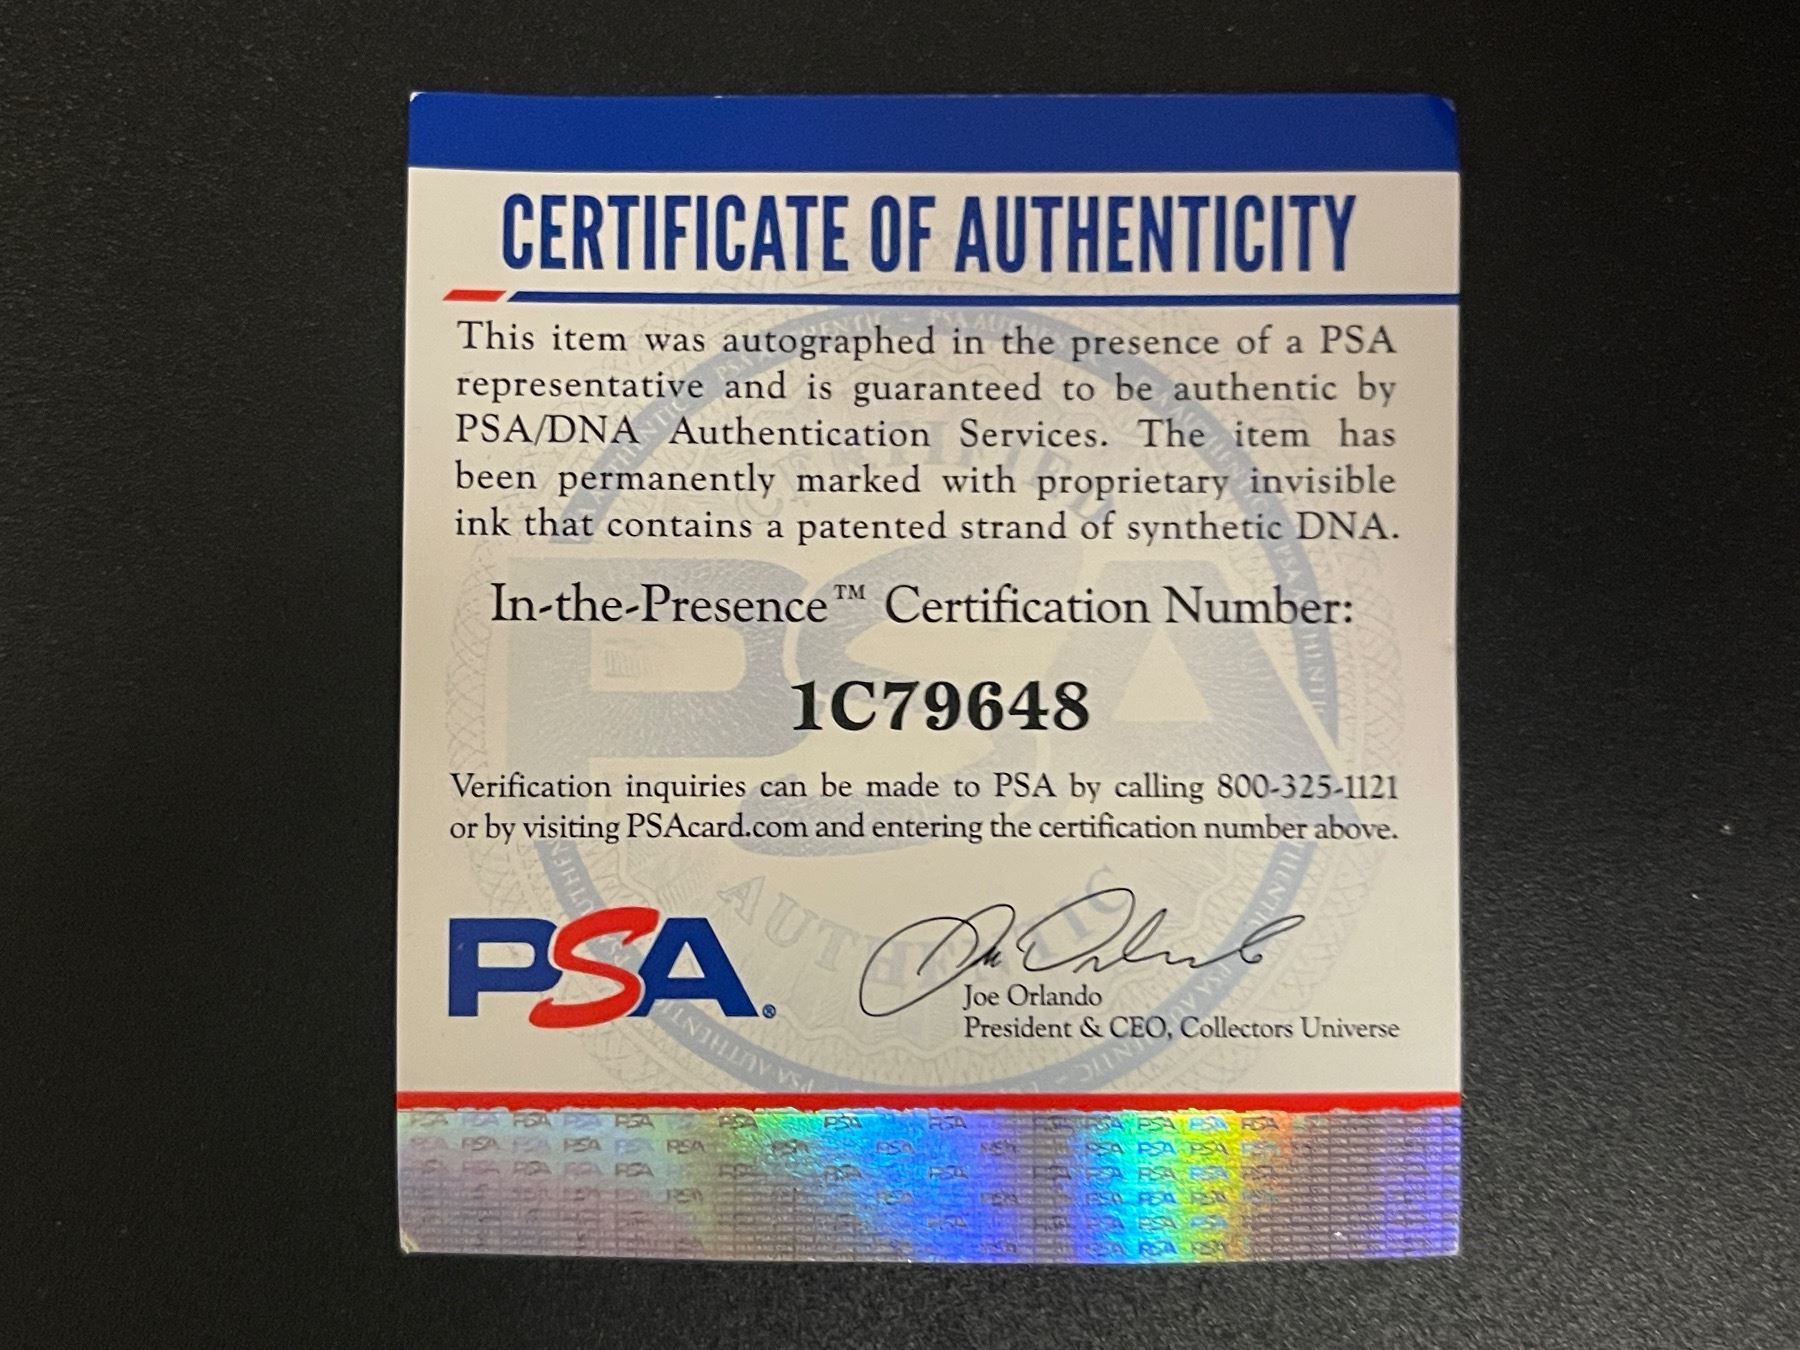 CERTIFICATE OF AUTHENTICITY
This item was autographed in the presence of a PSA
representative and is guaranteed to be authentic by
PSA/DNA Authentication Services. The item has
been permanently marked with proprietary invisible
ink that contains a patented strand of synthetic DNA.
In-the-Presence™ Certification Number:
1C79648
Verification inquiries can be made to PSA by calling 800-325-1121
or by visiting PSAcard.com and entering the certification number above.
PSA®
Joe Orlando
President & CEO, Collectors Universe